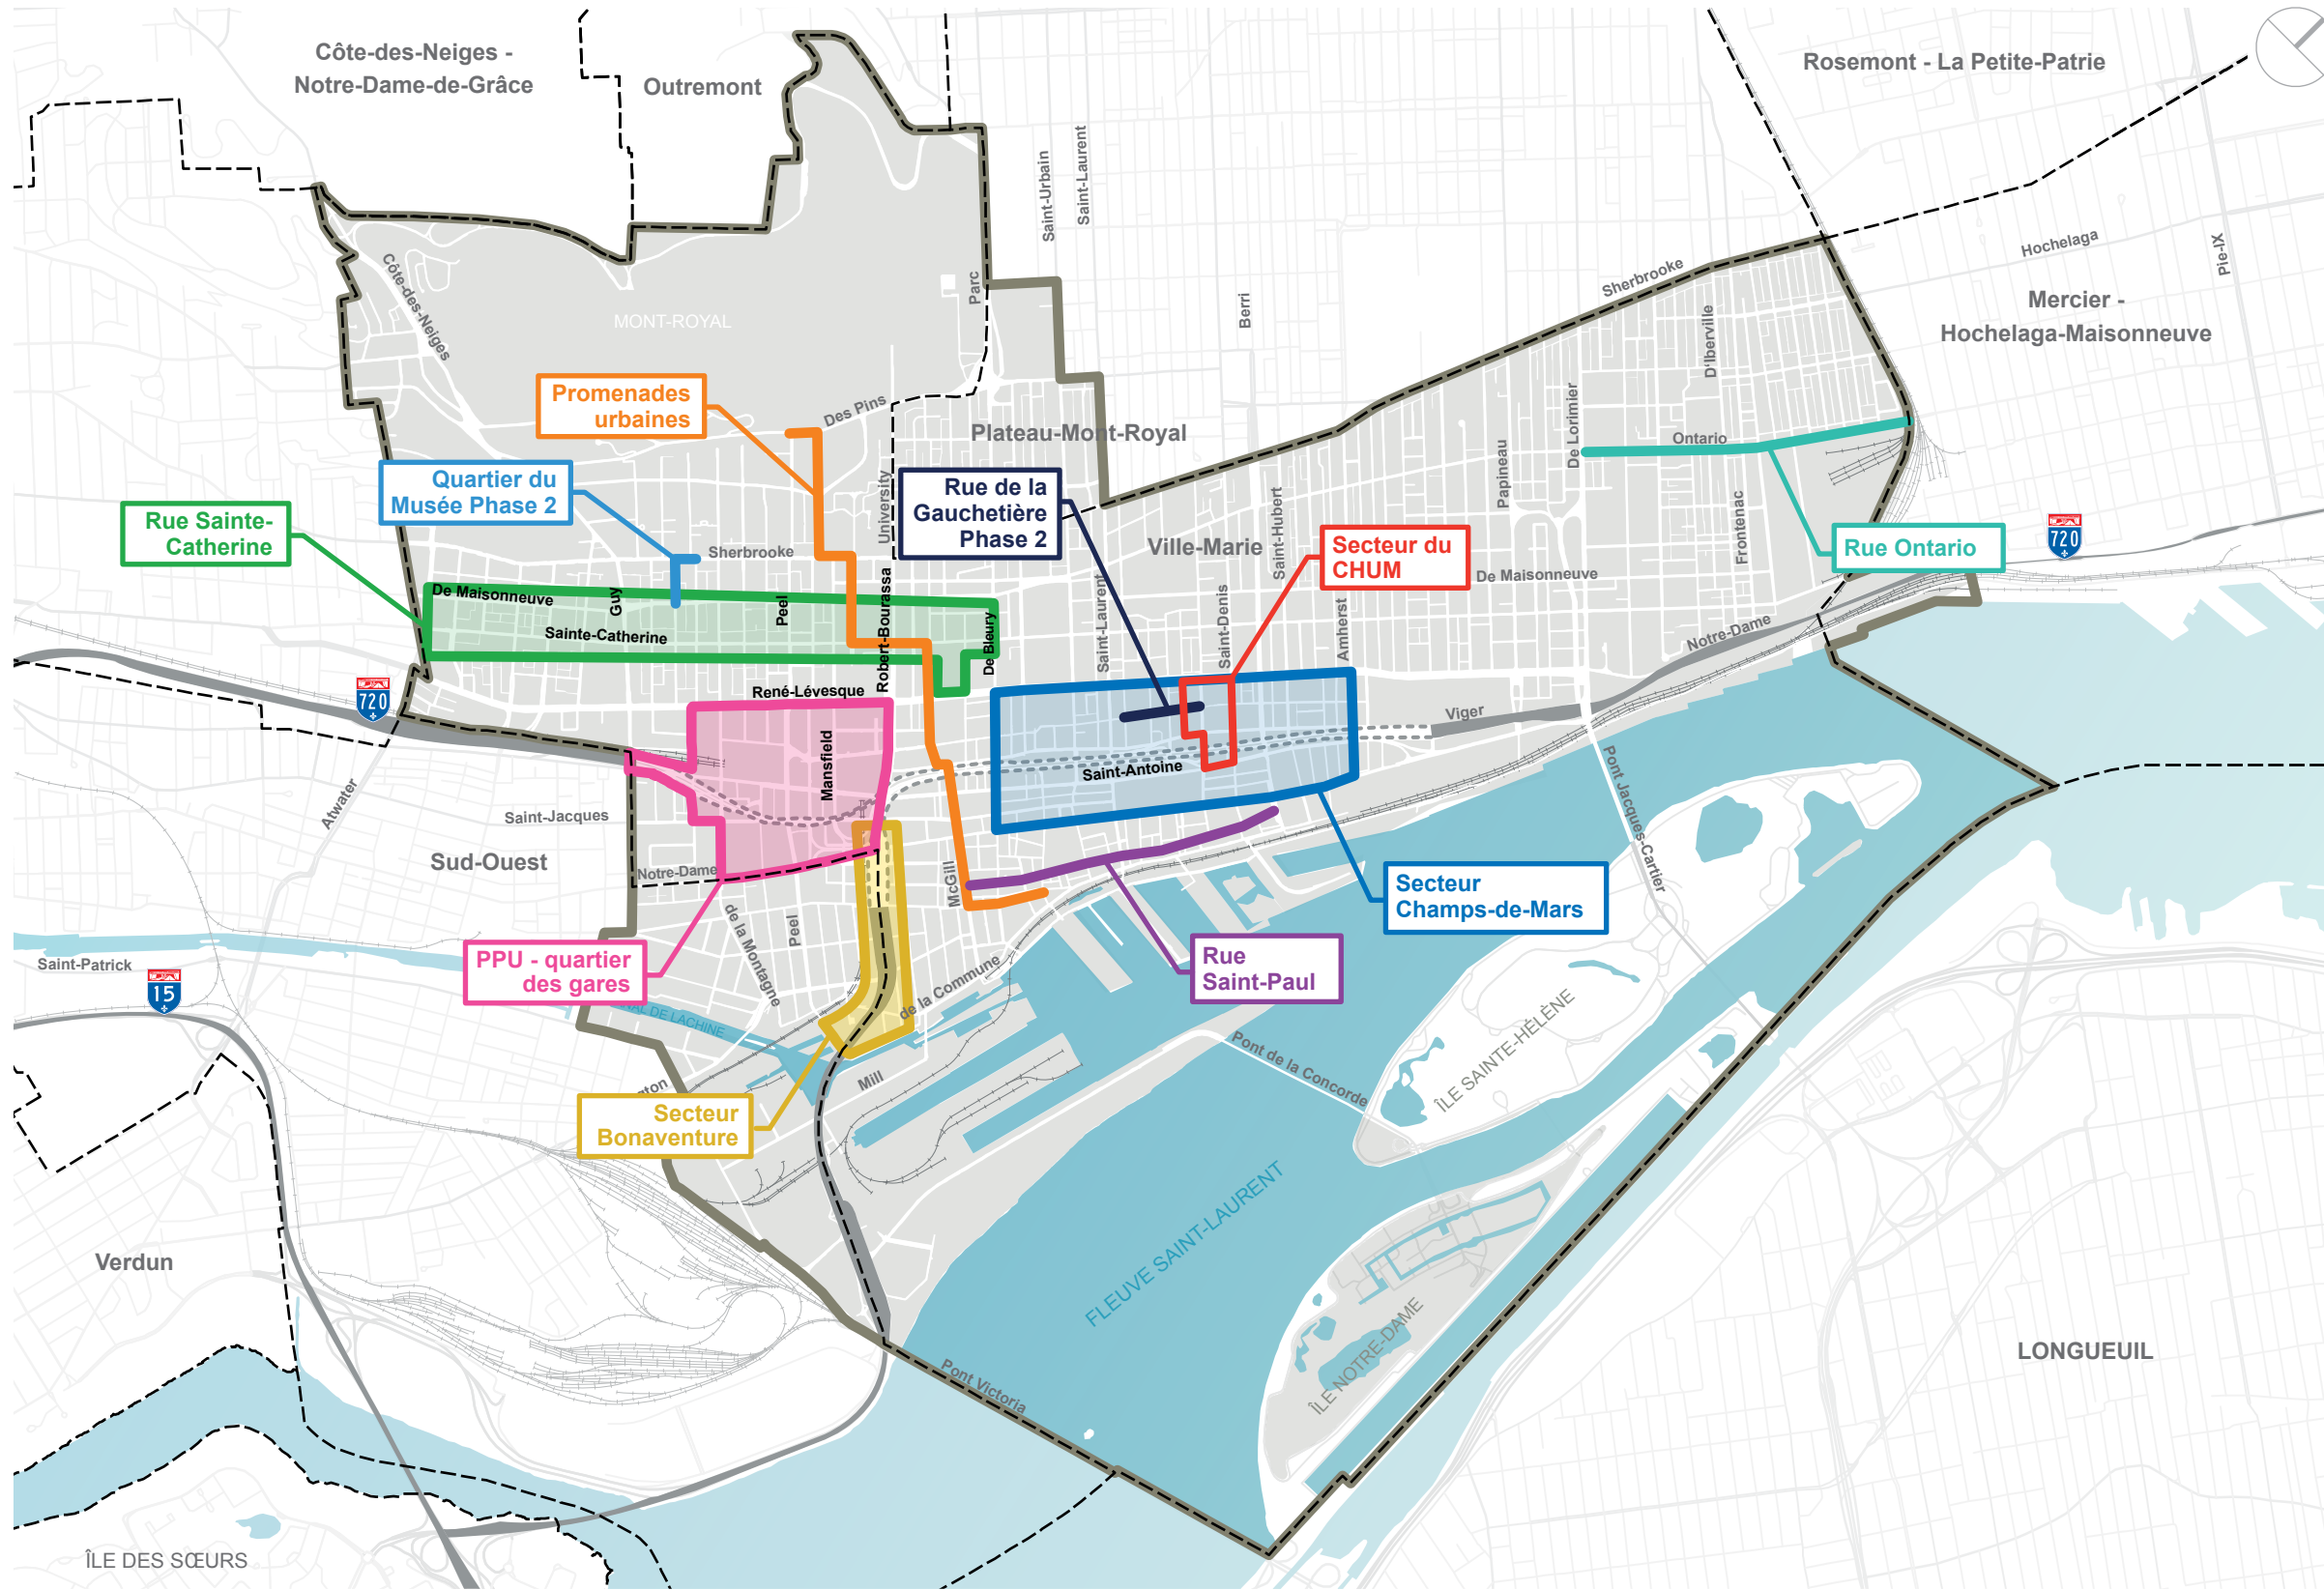 Côte-des-Neiges -
Notre-Dame-de-Grâce
Outremont
Rosemont - La Petite-Patrie
Saint-Urbain
Saint-Laurent
Hochelaga
Pie-IX
Côte-des-Neiges
Parc
Sherbrooke
Mercier -
Hochelaga-Maisonneuve
MONT-ROYAL
Berri
D'Iberville
Promenades
urbaines
Des Pins
Plateau-Mont-Royal
De Lorimier
Ontario
Papineau
Quartier du
Musée Phase 2
University
Rue de la
Gauchetière
Phase 2
Saint-Hubert
Frontenac
Rue Sainte-
Catherine
Sherbrooke
Ville-Marie
Secteur du
CHUM
Rue Ontario
720
De Maisonneuve
De Maisonneuve
Guy
Peel
Robert-Bourassa
De Bleury
Saint-Laurent
Saint-Denis
Amherst
Notre-Dame
Sainte-Catherine
720
René-Lévesque
Viger
Mansfield
Saint-Antoine
Pont Jacques-Cartier
Atwater
Saint-Jacques
Sud-Ouest
Notre-Dame
McGill
Secteur
Champs-de-Mars
de la Montagne
Peel
PPU - quartier
des gares
Rue
Saint-Paul
Saint-Patrick
15
de la Commune
DE LACHINE
ÎLE SAINTE-HÉLÈNE
Pont de la Concorde
Mill
Secteur
Bonaventure
FLEUVE SAINT-LAURENT
Verdun
ÎLE NOTRE-DAME
LONGUEUIL
Pont Victoria
ÎLE DES SŒURS